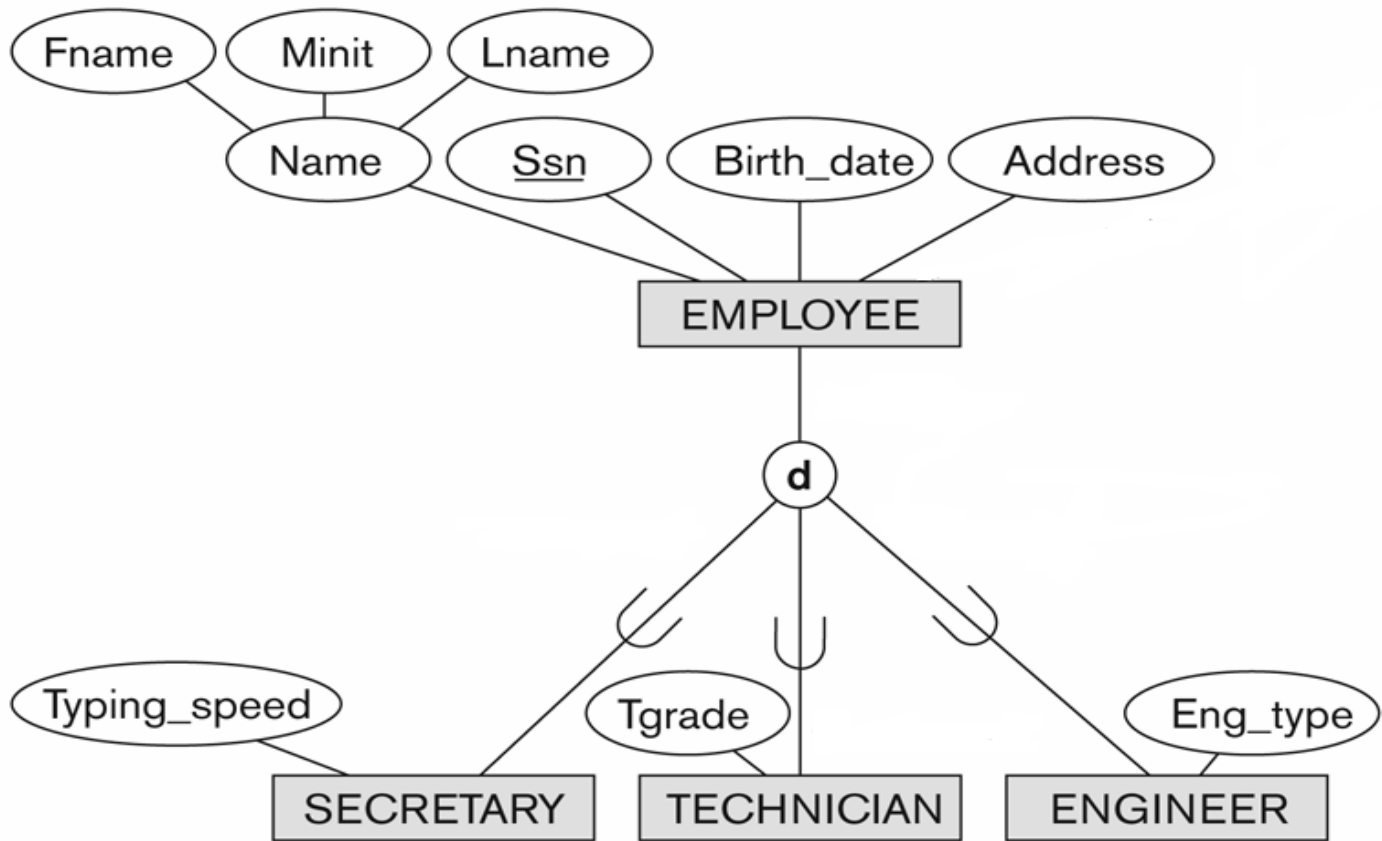 Fname Minit Lname
Name Ssn Birth_date Address
EMPLOYEE
d
Typing_speed Tgrade Eng_type
SECRETARY TECHNICIAN ENGINEER